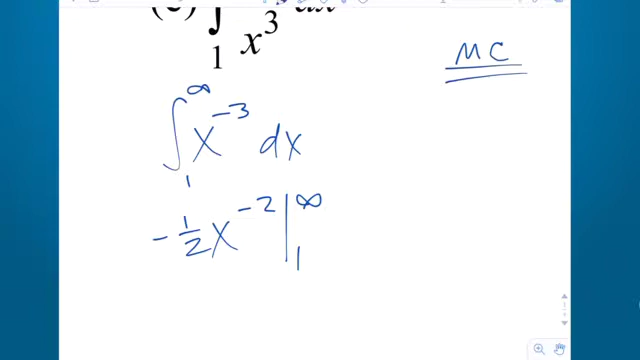 ∫₁ x³ dx
MC
∫₁^∞ x⁻³ dx
-½x⁻² |₁^∞